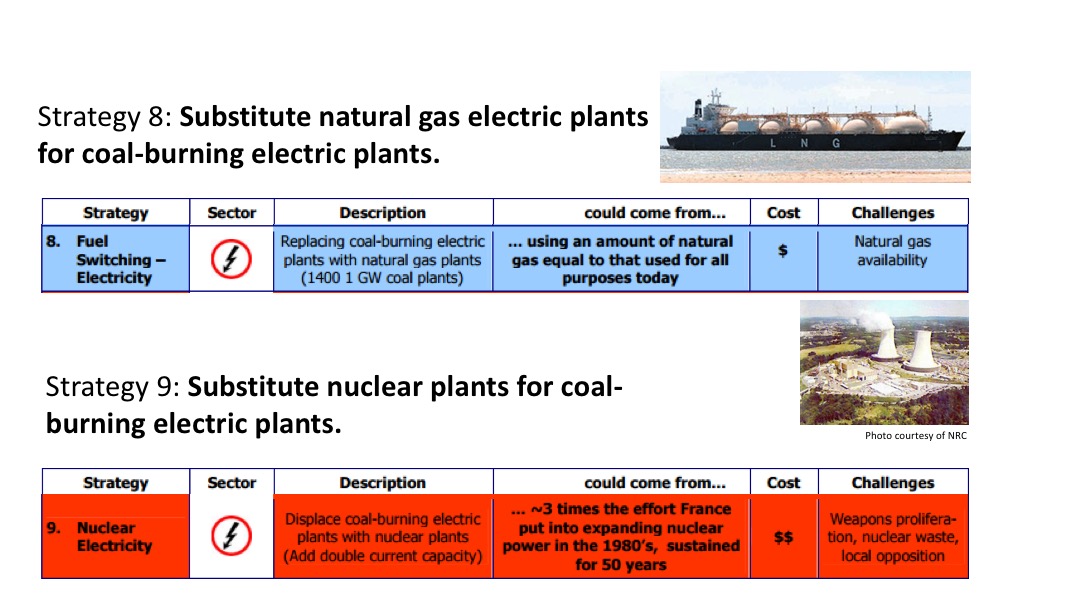 Strategy 8: Substitute natural gas electric plants
for coal-burning electric plants.
L N G
Strategy Sector Description could come from... Cost Challenges
8. Fuel Switching – Electricity
Replacing coal-burning electric
plants with natural gas plants
(1400 1 GW coal plants)
... using an amount of natural
gas equal to that used for all
purposes today
$
Natural gas
availability
Photo courtesy of NRC
Strategy 9: Substitute nuclear plants for coal-
burning electric plants.
Strategy Sector Description could come from... Cost Challenges
9. Nuclear
Electricity
Displace coal-burning electric
plants with nuclear plants
(Add double current capacity)
... ~3 times the effort France
put into expanding nuclear
power in the 1980’s, sustained
for 50 years
$$
Weapons prolifera-
tion, nuclear waste,
local opposition